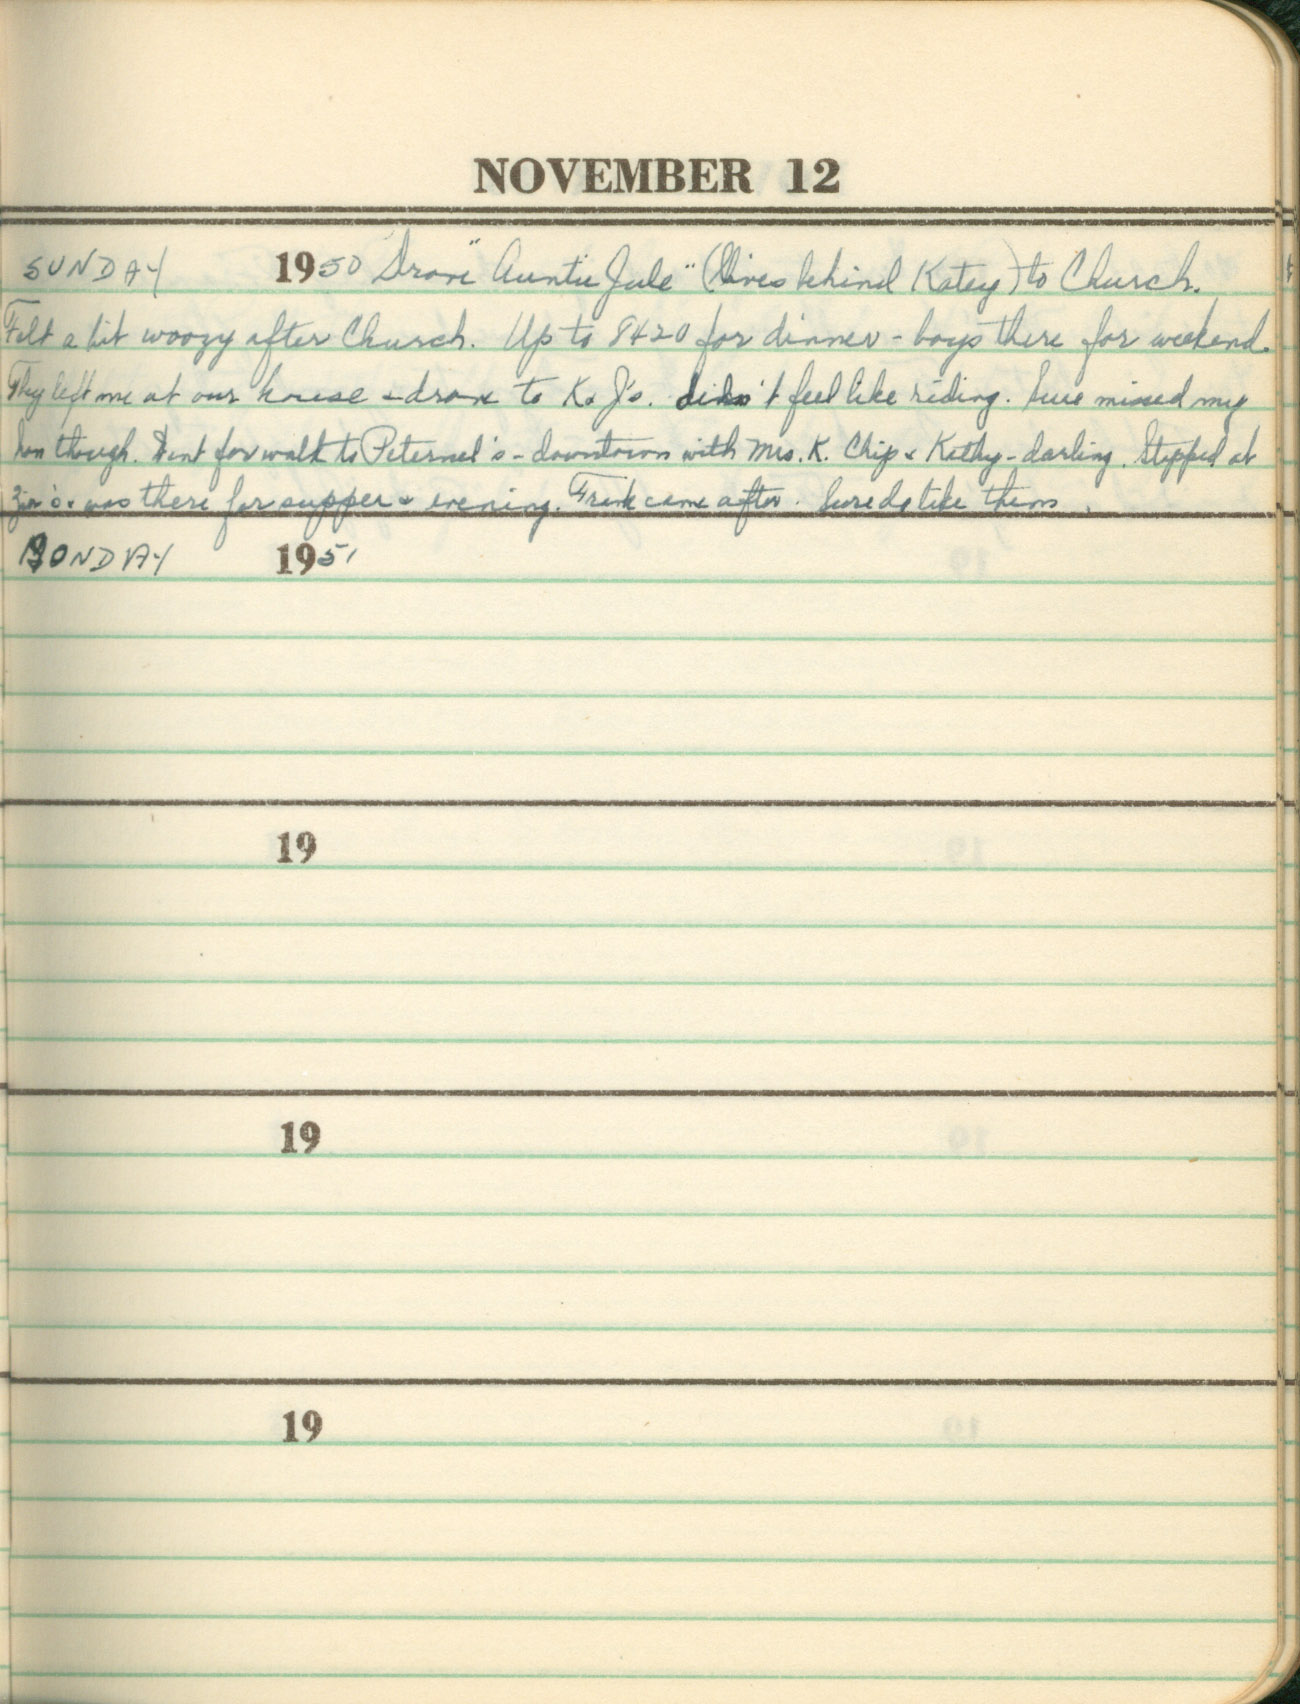 NOVEMBER 12
SUNDAY 1950 Drove "Auntie Jule" (lives behind Katey) to Church.
Felt a bit woozy after Church. Up to 8420 for dinner - boys there for weekend.
They left me at our house & drove to K. J's. didn't feel like riding. Sure missed my
hon though. Went for walk to Peternel's - downtown with Mrs. K. Chip & Kathy - darling. Stopped at
was there for supper & evening. Frank came after. Sure do like them.
MONDAY 1951
19
19
19